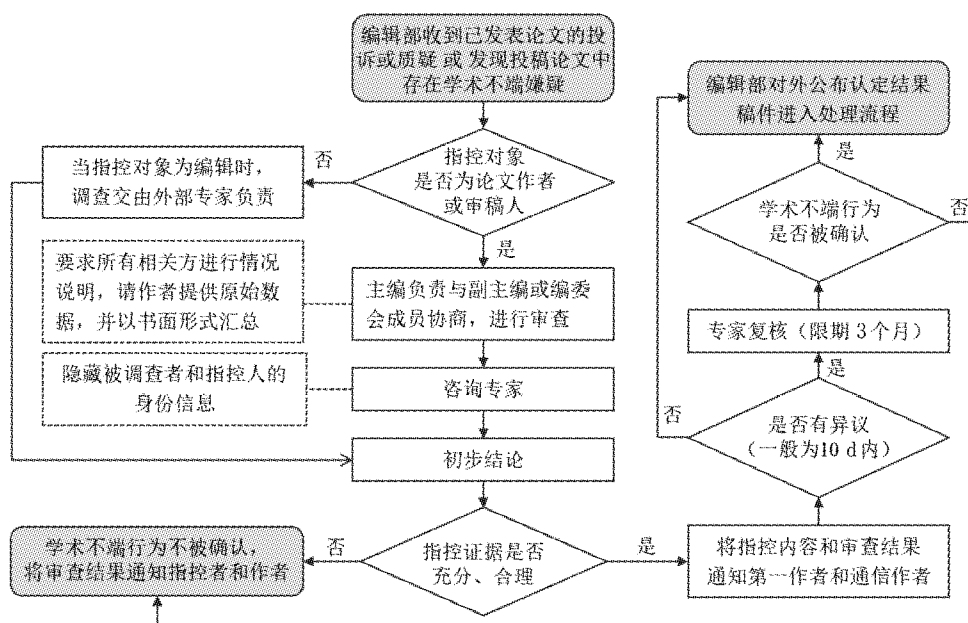 编辑部收到已发表论文的投
诉或质疑 或 发现投稿论文中
存在学术不端嫌疑
指控对象
是否为论文作者
或审稿人
否
当指控对象为编辑时，
调查交由外部专家负责
是
要求所有相关方进行情况
说明，请作者提供原始数
据，并以书面形式汇总
主编负责与副主编或编委
会成员协商，进行审查
隐藏被调查者和指控人的
身份信息
咨询专家
初步结论
指控证据是否
充分、合理
否
学术不端行为不被确认，
将审查结果通知指控者和作者
是
将指控内容和审查结果
通知第一作者和通信作者
是否有异议
（一般为10 d内）
否
是
专家复核（限期 3 个月）
学术不端行为
是否被确认
否
是
编辑部对外公布认定结果
稿件进入处理流程